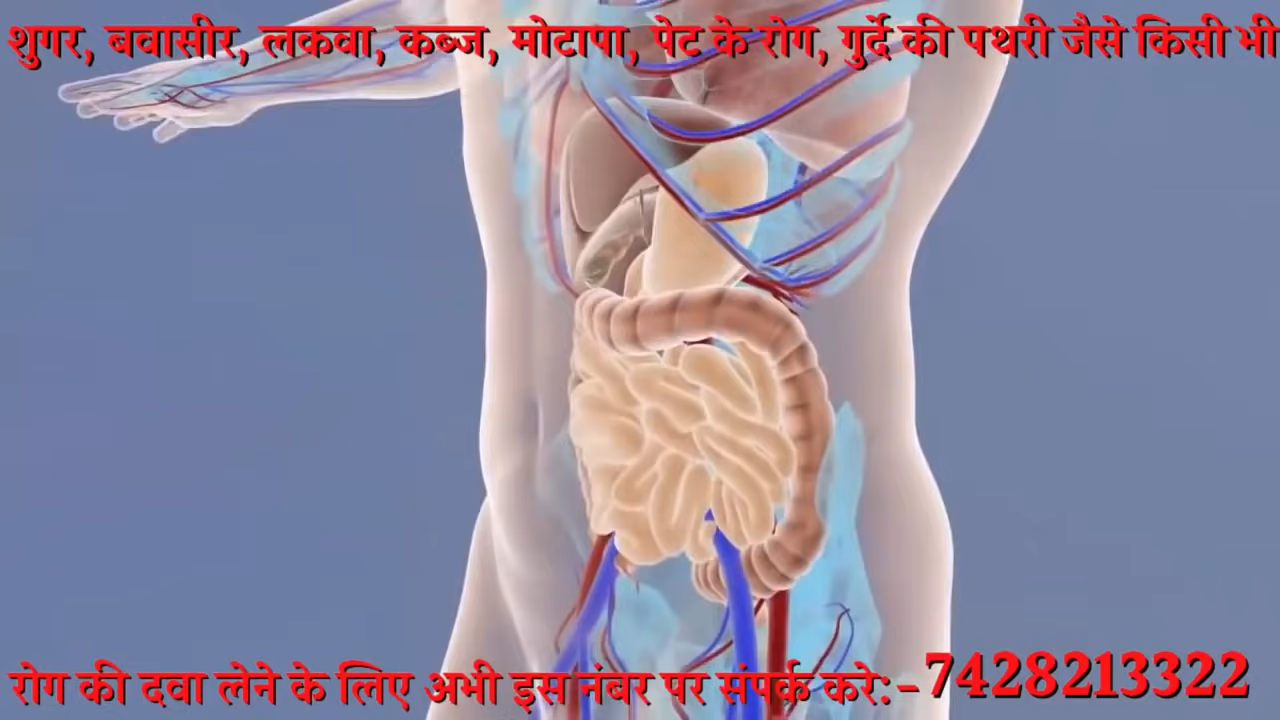 शुगर, बवासीर, लकवा, कब्ज, मोटापा, पेट के रोग, गुर्दे की पथरी जैसे किसी भी
रोग की दवा लेने के लिए अभी इस नंबर पर संपर्क करे:-7428213322